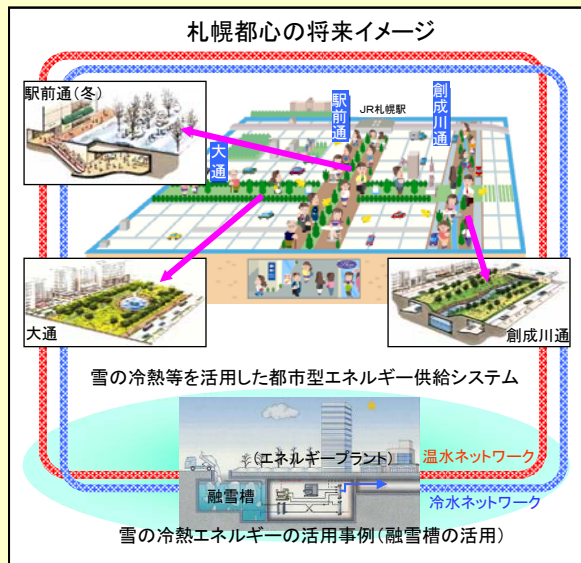 札幌都心の将来イメージ
駅前通(冬)
JR札幌駅
駅前通
創成川通
大通
大通
創成川通
雪の冷熱等を活用した都市型エネルギー供給システム
(エネルギープラント)
温水ネットワーク
融雪槽
冷水ネットワーク
雪の冷熱エネルギーの活用事例(融雪槽の活用)